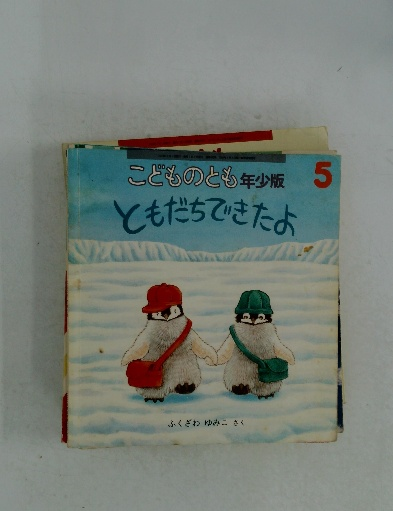 こどものとも 年少版 5
ともだちできたよ
ふくざわ ゆみこ さく